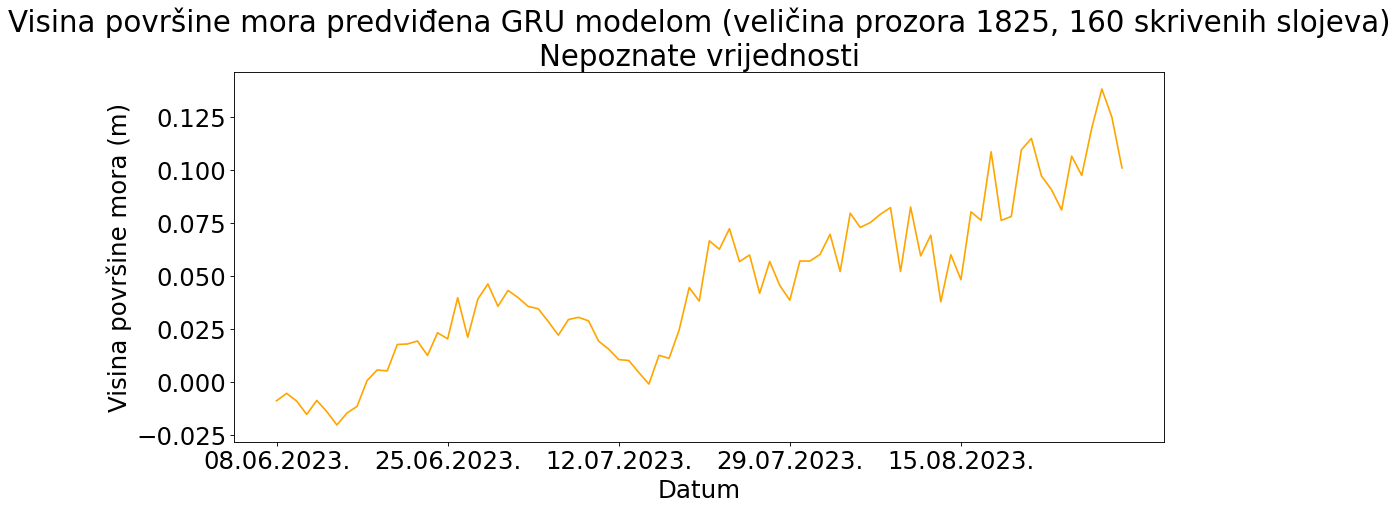 Visina površine mora predviđena GRU modelom (veličina prozora 1825, 160 skrivenih slojeva)
Nepoznate vrijednosti
Visina površine mora (m)
0.125
0.100
0.075
0.050
0.025
0.000
−0.025
08.06.2023. 25.06.2023. 12.07.2023. 29.07.2023. 15.08.2023.
Datum